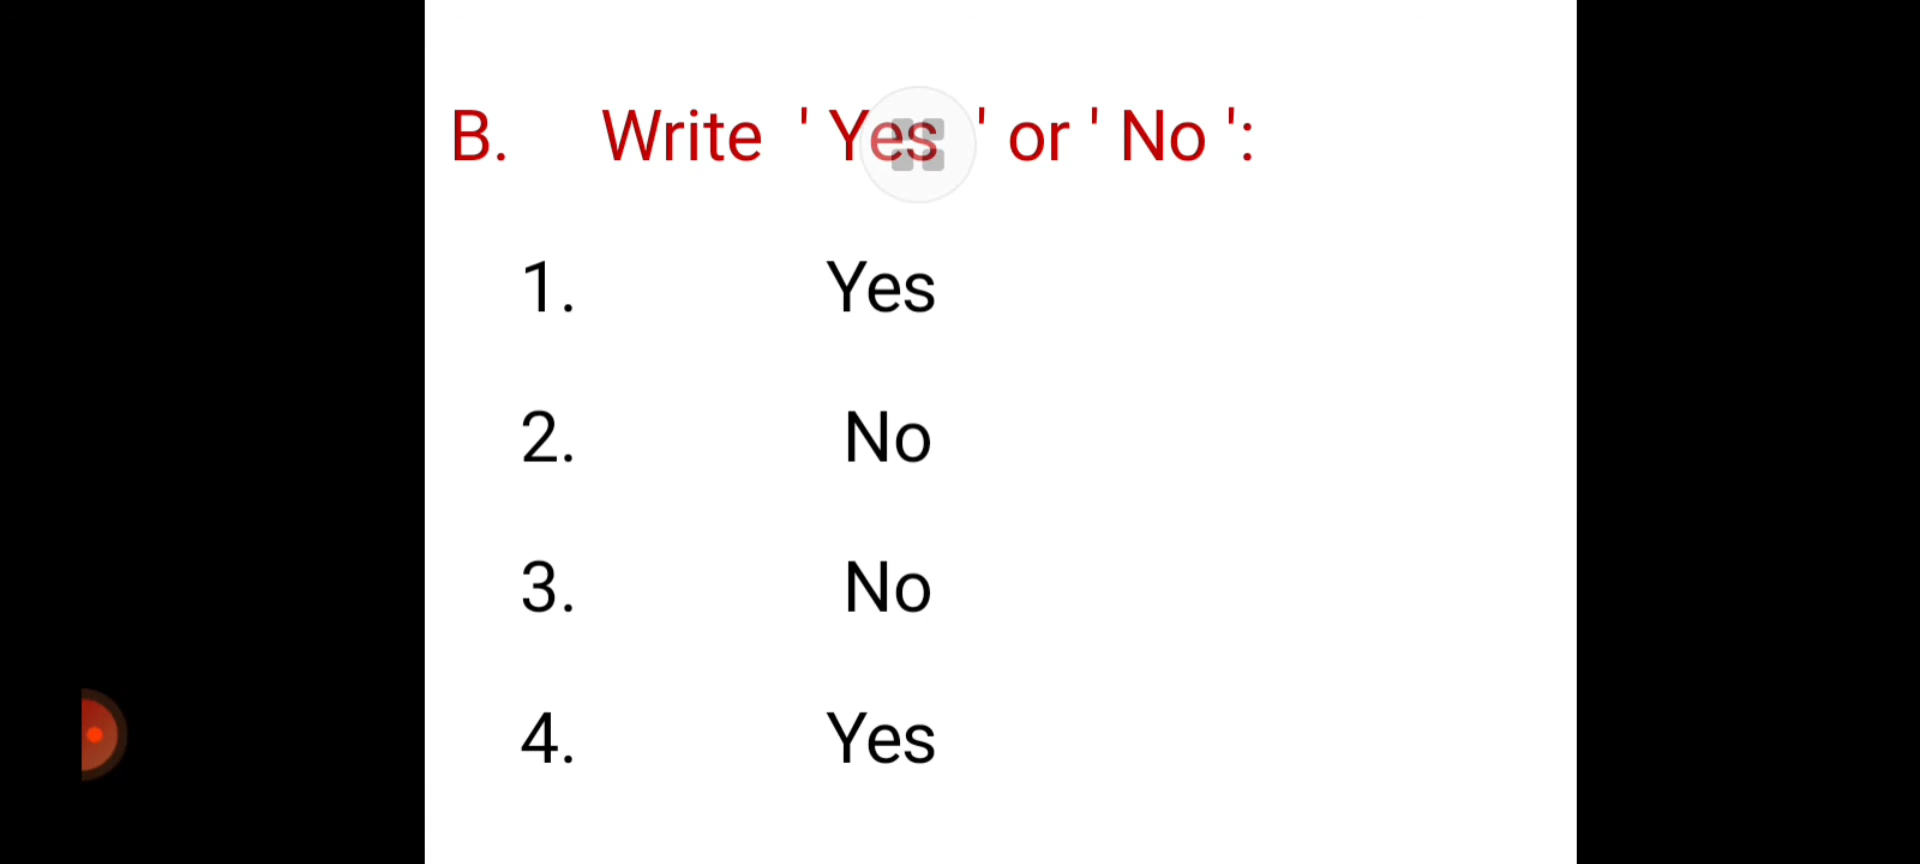 B. Write ' Yes ' or ' No ':
1. Yes
2. No
3. No
4. Yes